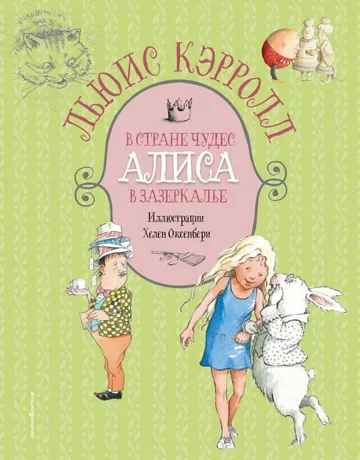 ЛЬЮИС КЭРРОЛЛ
В СТРАНЕ ЧУДЕС
АЛИСА
В ЗАЗЕРКАЛЬЕ
Иллюстрации
Хелен Оксенбери